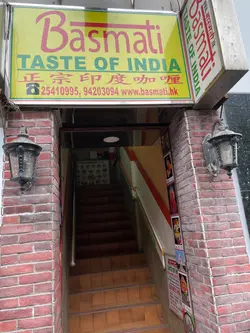 Basmati
TASTE OF INDIA
正宗印度咖喱
25410995, 94203094 www.basmati.hk
Basmati